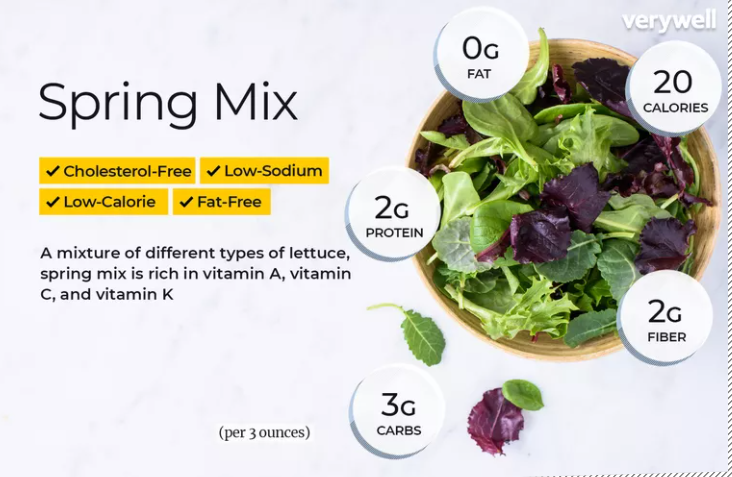 verywell
Spring Mix
Cholesterol-Free
Low-Sodium
Low-Calorie
Fat-Free
A mixture of different types of lettuce,
spring mix is rich in vitamin A, vitamin
C, and vitamin K
0G
FAT
20
CALORIES
2G
PROTEIN
2G
FIBER
3G
CARBS
(per 3 ounces)